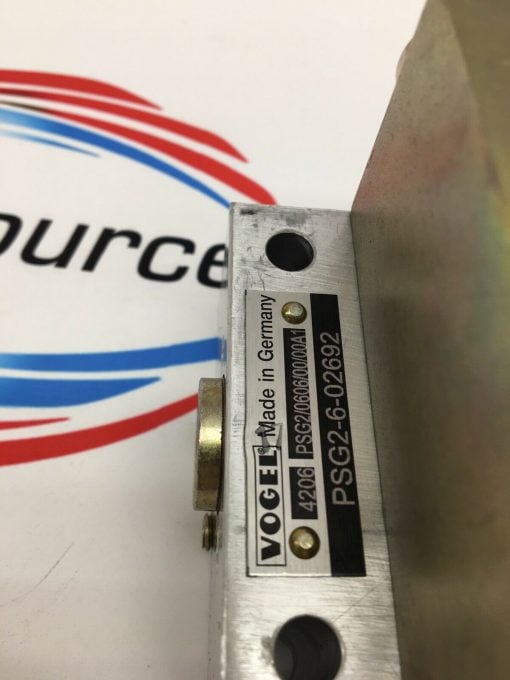 ource
VOGEL® Made in Germany
4206 PSG2/0606/00/00A1
PSG2-6-02692